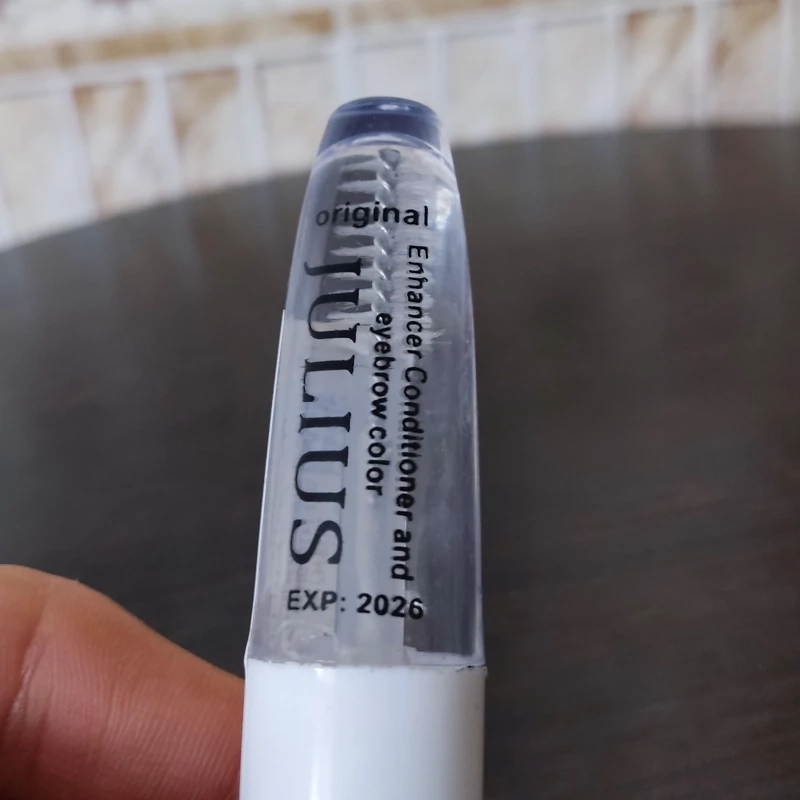 original
JULIUS
Enhancer Conditioner and
eyebrow color
EXP: 2026